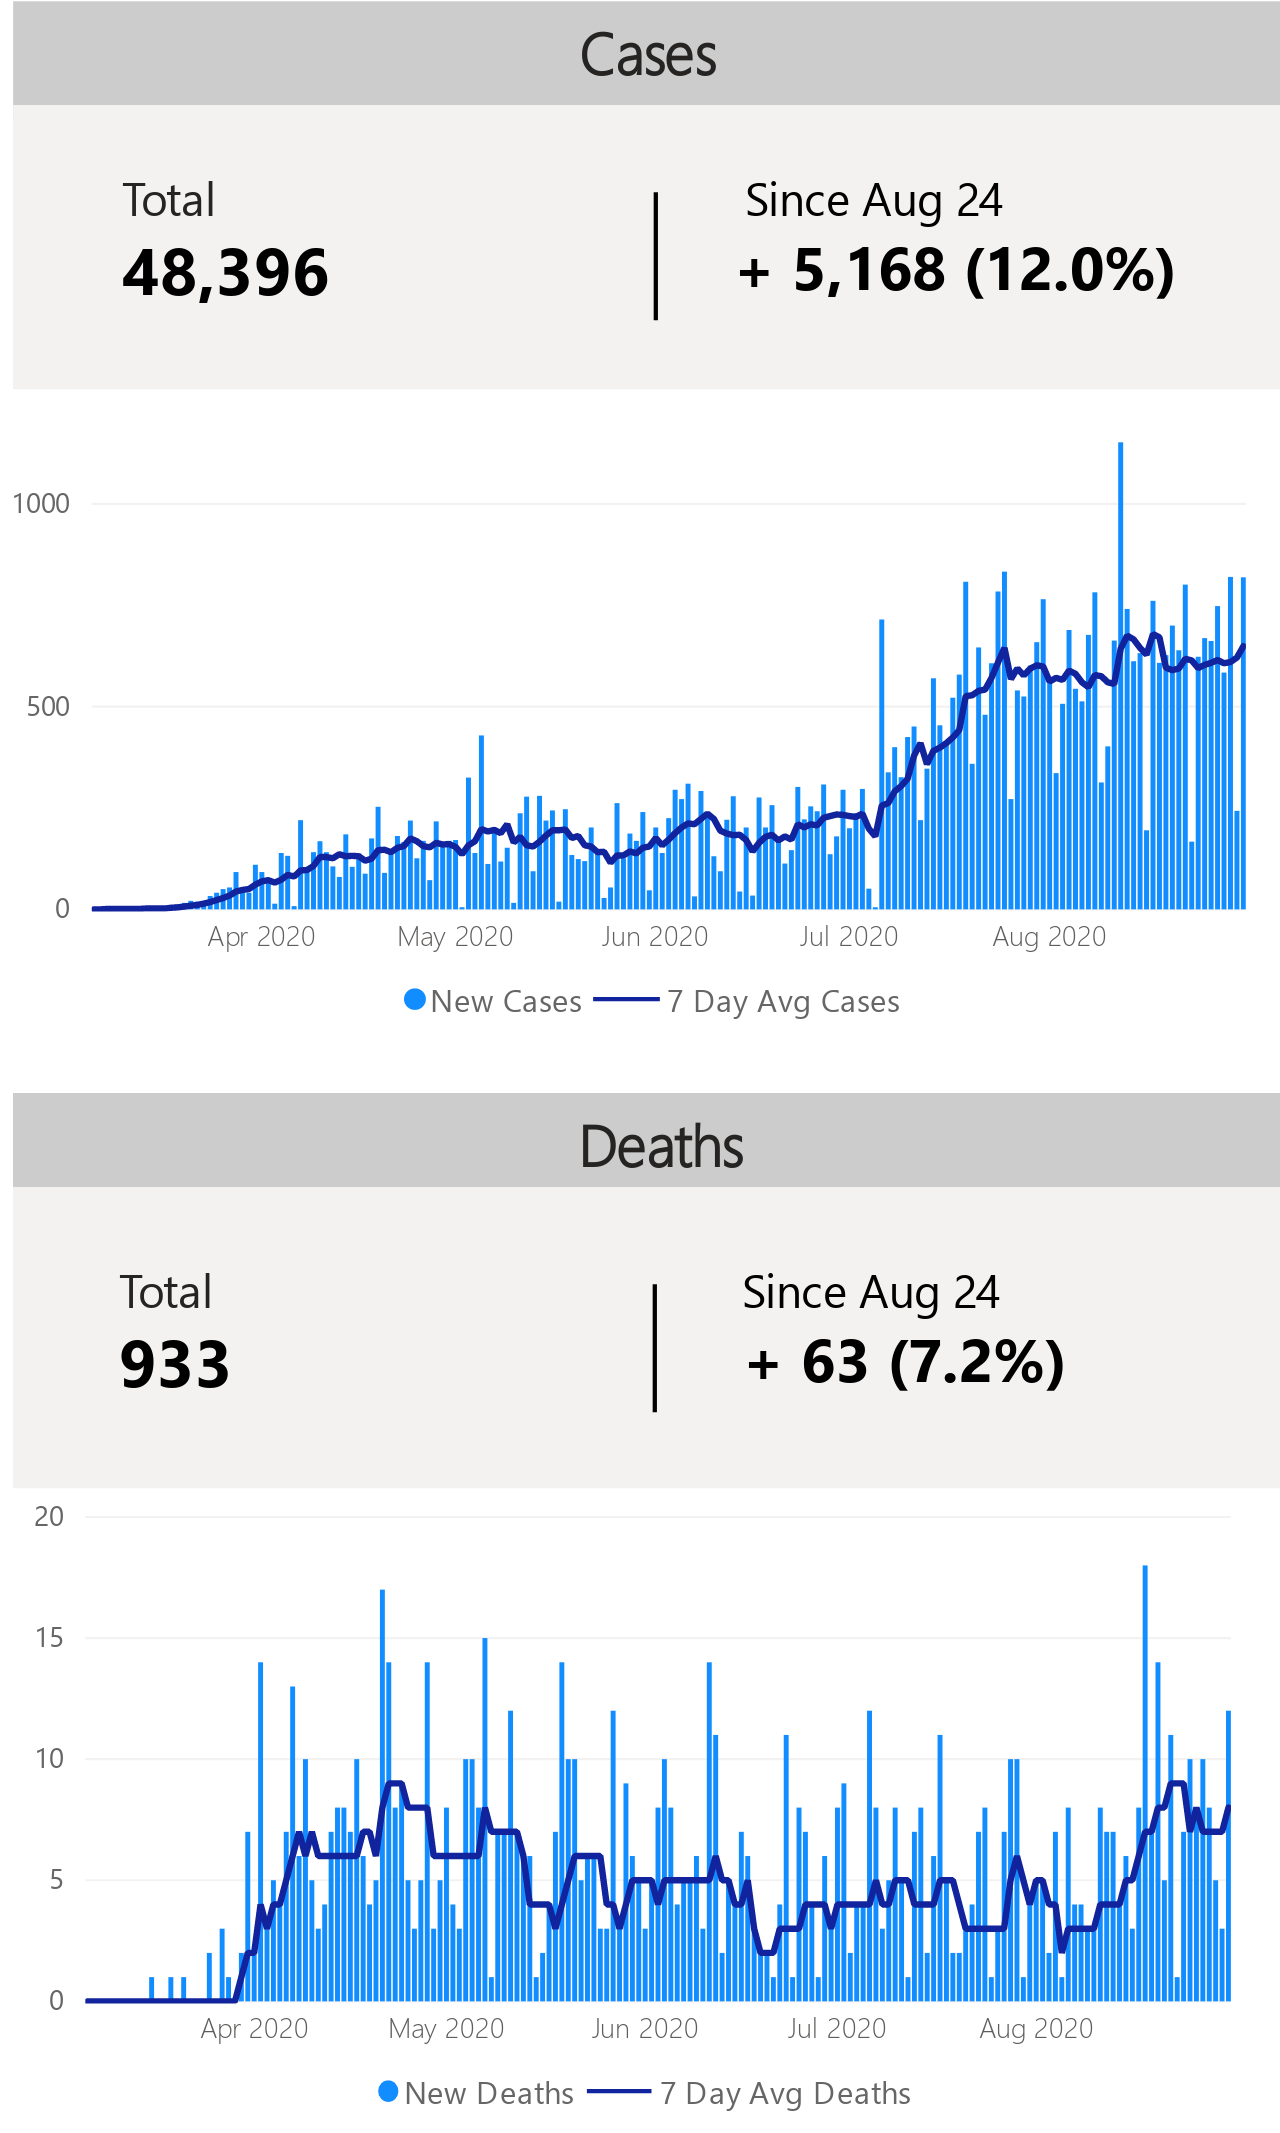 Cases
Total
Since Aug 24
48,396
+ 5,168 (12.0%)
1000
500
0
Apr 2020 May 2020 Jun 2020 Jul 2020 Aug 2020
New Cases 7 Day Avg Cases
Deaths
Total
Since Aug 24
933
+ 63 (7.2%)
20
15
10
5
0
Apr 2020 May 2020 Jun 2020 Jul 2020 Aug 2020
New Deaths 7 Day Avg Deaths